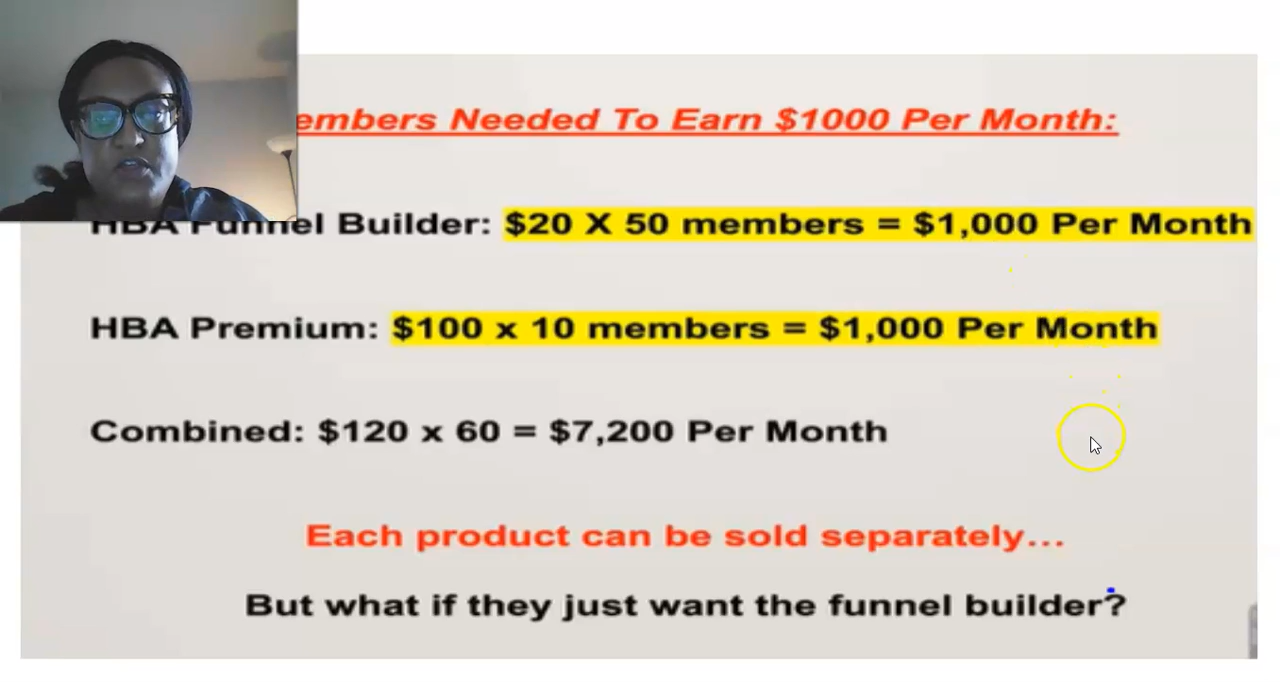 embers Needed To Earn $1000 Per Month:
HBA Funnel Builder: $20 X 50 members = $1,000 Per Month
HBA Premium: $100 x 10 members = $1,000 Per Month
Combined: $120 x 60 = $7,200 Per Month
Each product can be sold separately...
But what if they just want the funnel builder?